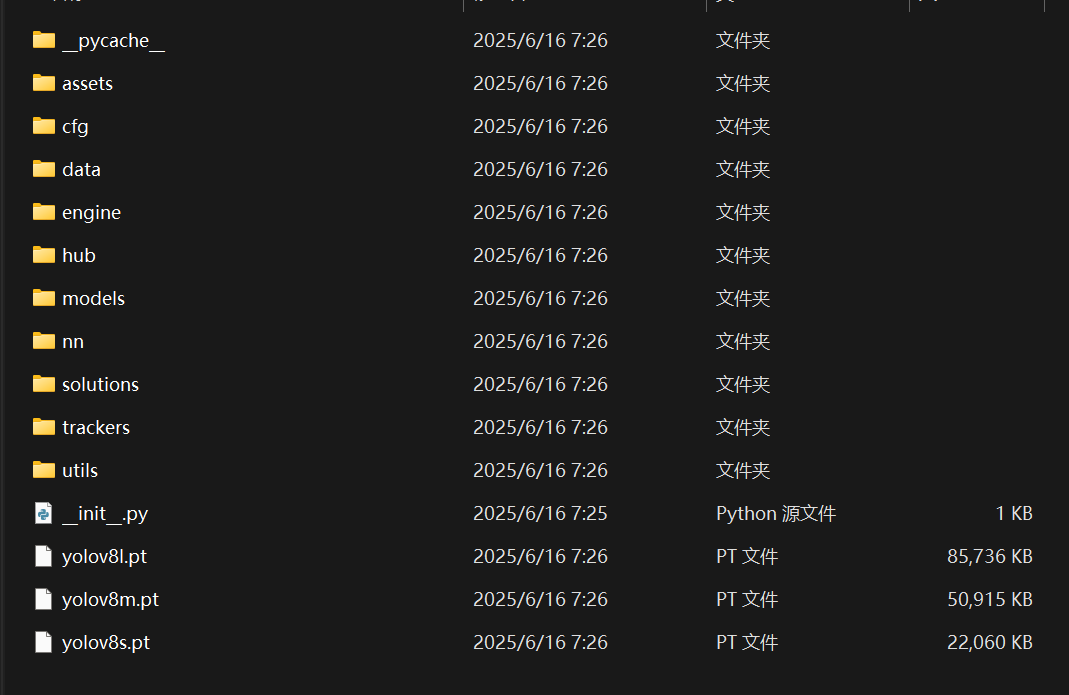 __pycache__ 2025/6/16 7:26 文件夹
assets 2025/6/16 7:26 文件夹
cfg 2025/6/16 7:26 文件夹
data 2025/6/16 7:26 文件夹
engine 2025/6/16 7:26 文件夹
hub 2025/6/16 7:26 文件夹
models 2025/6/16 7:26 文件夹
nn 2025/6/16 7:26 文件夹
solutions 2025/6/16 7:26 文件夹
trackers 2025/6/16 7:26 文件夹
utils 2025/6/16 7:26 文件夹
__init__.py 2025/6/16 7:25 Python 源文件 1 KB
yolov8l.pt 2025/6/16 7:26 PT 文件 85,736 KB
yolov8m.pt 2025/6/16 7:26 PT 文件 50,915 KB
yolov8s.pt 2025/6/16 7:26 PT 文件 22,060 KB